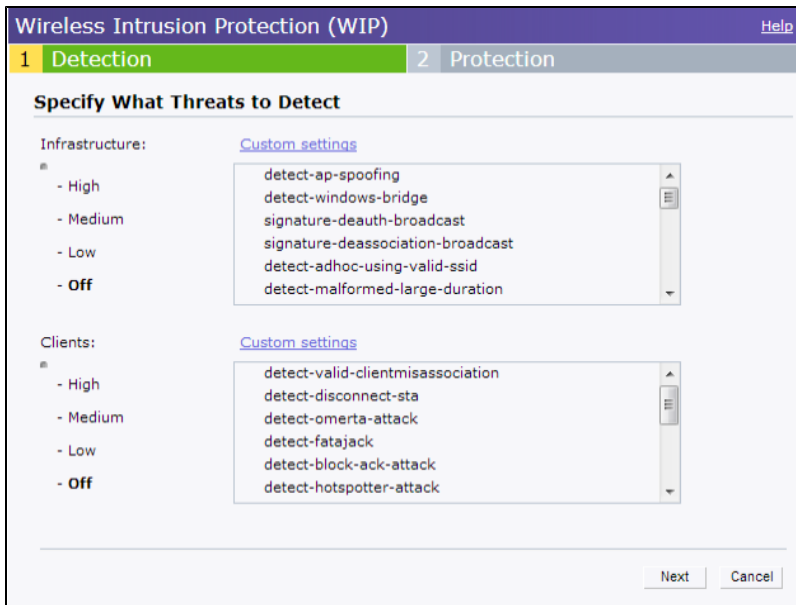 Wireless Intrusion Protection (WIP) Help
1 Detection 2 Protection
Specify What Threats to Detect
Infrastructure: Custom settings
- High
- Medium
- Low
- Off
detect-ap-spoofing
detect-windows-bridge
signature-deauth-broadcast
signature-deassociation-broadcast
detect-adhoc-using-valid-ssid
detect-malformed-large-duration
Clients: Custom settings
- High
- Medium
- Low
- Off
detect-valid-clientmisassociation
detect-disconnect-sta
detect-omerta-attack
detect-fatajack
detect-block-ack-attack
detect-hotspotter-attack
Next Cancel